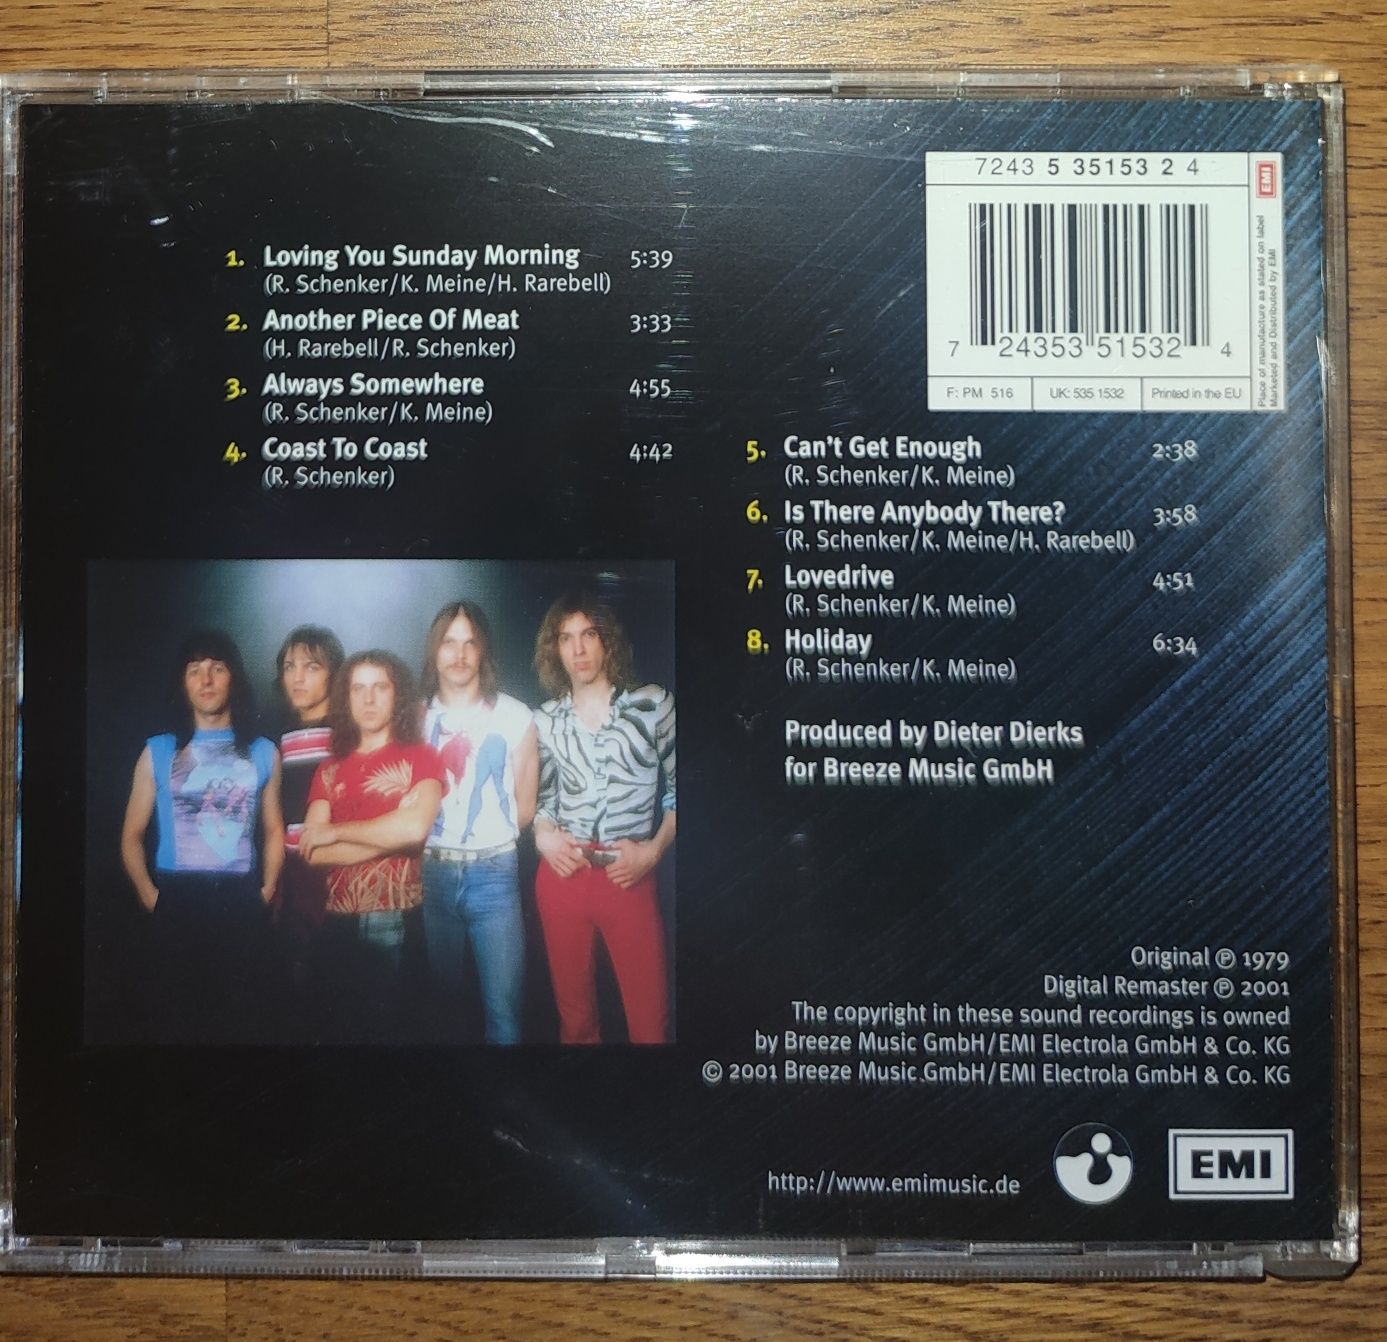 7243 5 35153 2 4
EMI
Place of manufacture as stated on label
Marketed and Distributed by EMI
7 24353 51532 4
F: PM 516
UK: 535 1532
Printed in the EU
1. Loving You Sunday Morning 5:39
(R. Schenker/K. Meine/H. Rarebell)
2. Another Piece Of Meat 3:33
(H. Rarebell/R. Schenker)
3. Always Somewhere 4:55
(R. Schenker/K. Meine)
4. Coast To Coast 4:42
(R. Schenker)
5. Can't Get Enough 2:38
(R. Schenker/K. Meine)
6. Is There Anybody There? 3:58
(R. Schenker/K. Meine/H. Rarebell)
7. Lovedrive 4:51
(R. Schenker/K. Meine)
8. Holiday 6:34
(R. Schenker/K. Meine)
Produced by Dieter Dierks
for Breeze Music GmbH
Original ℗ 1979
Digital Remaster ℗ 2001
The copyright in these sound recordings is owned
by Breeze Music GmbH/EMI Electrola GmbH & Co. KG
© 2001 Breeze Music GmbH/EMI Electrola GmbH & Co. KG
http://www.emimusic.de
EMI